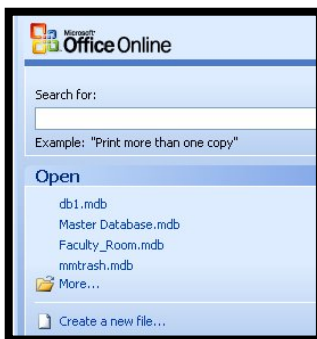 Microsoft
Office Online
Search for:
Example: "Print more than one copy"
Open
db1.mdb
Master Database.mdb
Faculty_Room.mdb
mmtrash.mdb
More...
Create a new file...